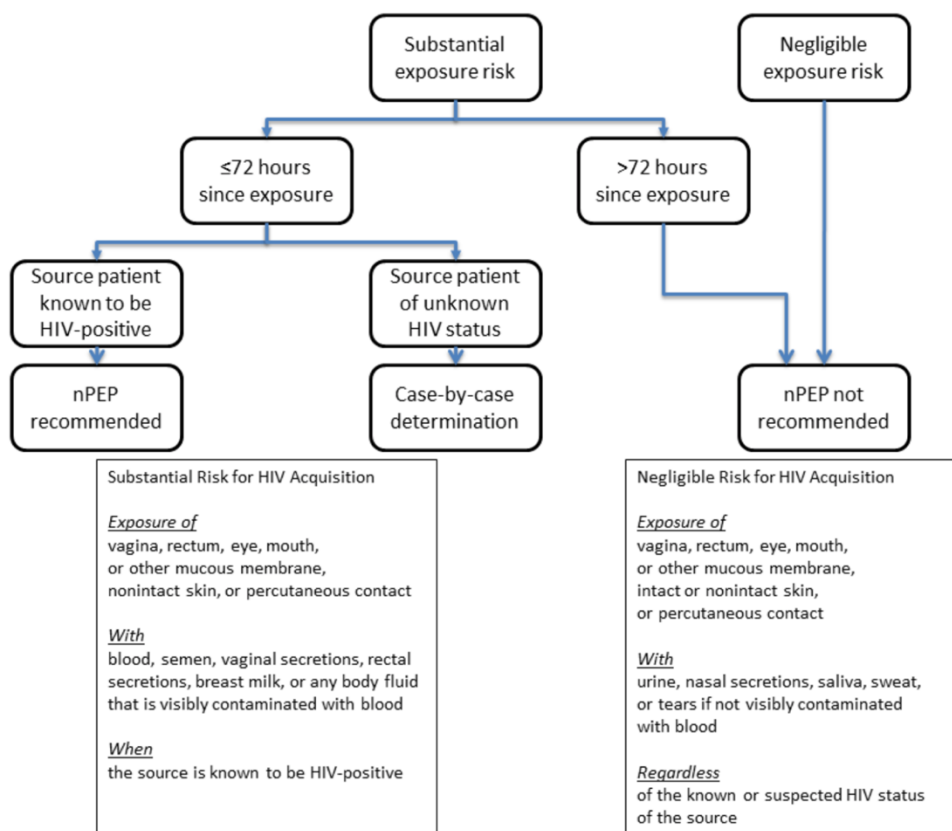 Substantial
exposure risk
Negligible
exposure risk
≤72 hours
since exposure
>72 hours
since exposure
Source patient
known to be
HIV-positive
Source patient
of unknown
HIV status
nPEP
recommended
Case-by-case
determination
nPEP not
recommended
Substantial Risk for HIV Acquisition
Exposure of
vagina, rectum, eye, mouth,
or other mucous membrane,
nonintact skin, or percutaneous contact
With
blood, semen, vaginal secretions, rectal
secretions, breast milk, or any body fluid
that is visibly contaminated with blood
When
the source is known to be HIV-positive
Negligible Risk for HIV Acquisition
Exposure of
vagina, rectum, eye, mouth,
or other mucous membrane,
intact or nonintact skin,
or percutaneous contact
With
urine, nasal secretions, saliva, sweat,
or tears if not visibly contaminated
with blood
Regardless
of the known or suspected HIV status
of the source